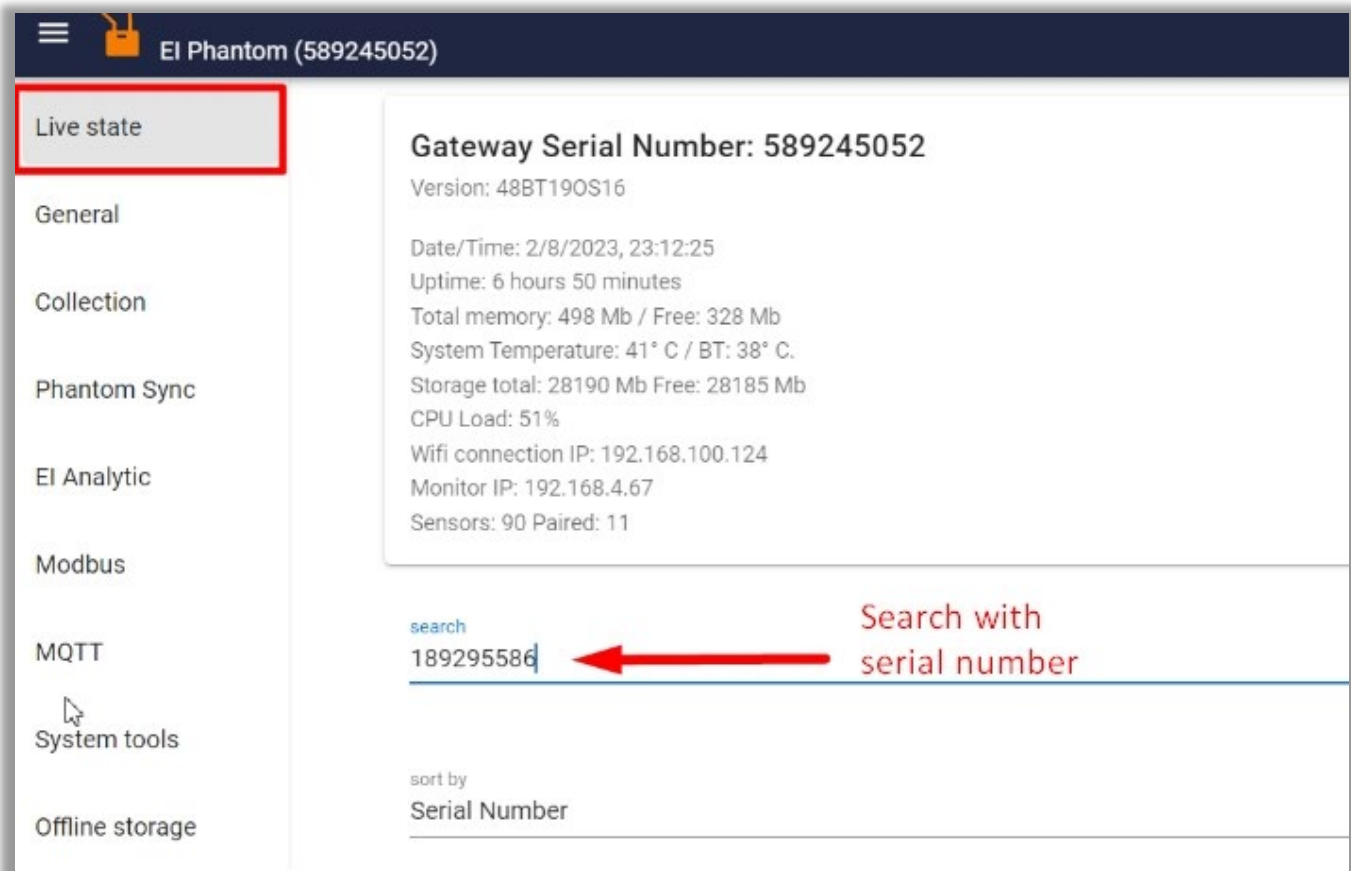 EI Phantom (589245052)
Live state
General
Collection
Phantom Sync
EI Analytic
Modbus
MQTT
System tools
Offline storage
Gateway Serial Number: 589245052
Version: 48BT19OS16
Date/Time: 2/8/2023, 23:12:25
Uptime: 6 hours 50 minutes
Total memory: 498 Mb / Free: 328 Mb
System Temperature: 41° C / BT: 38° C.
Storage total: 28190 Mb Free: 28185 Mb
CPU Load: 51%
Wifi connection IP: 192.168.100.124
Monitor IP: 192.168.4.67
Sensors: 90 Paired: 11
search
189295586
Search with
serial number
sort by
Serial Number